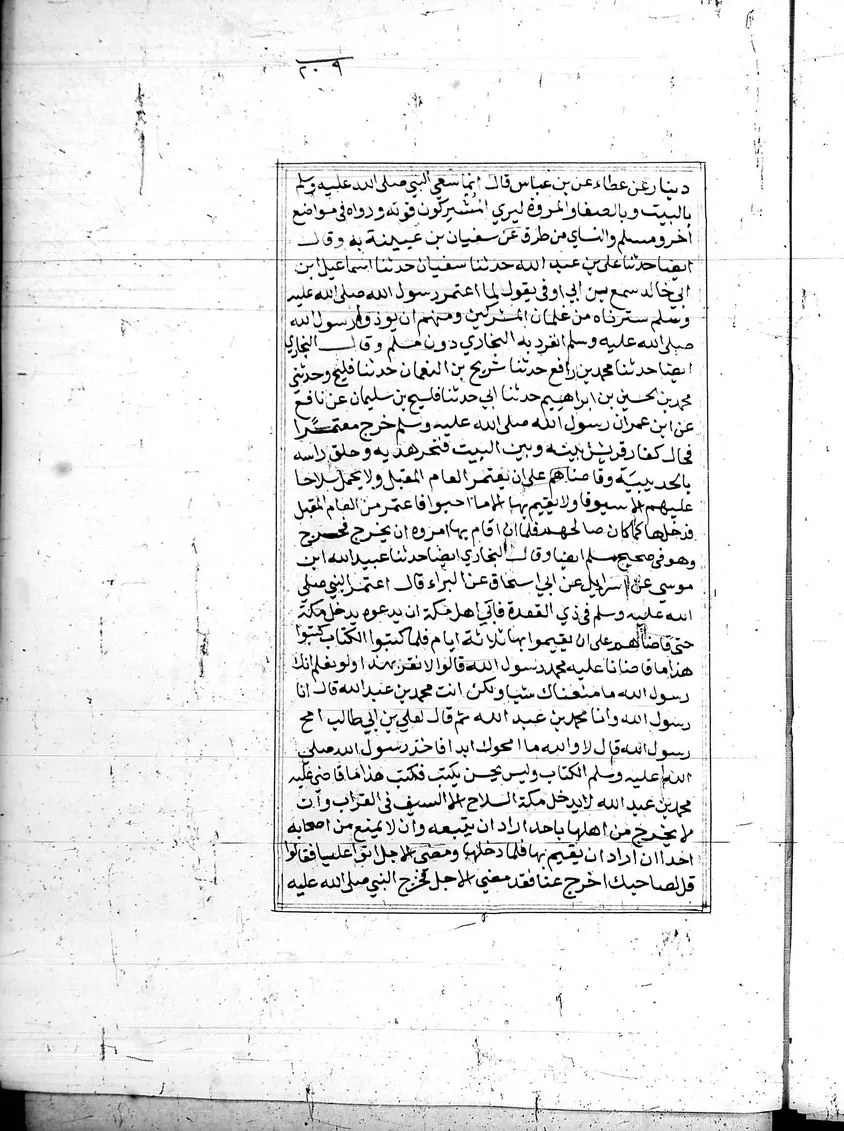 ٢٠٩
دينار عن عطاء عن بن عباس قال انما سعى النبي صلى الله عليه وسلم
بالبيت وبالصفا والمروة ليري المشركون قوته ورواه في مواضع
أخر ومسلم والنساي من طرق عن سفيان بن عيينة به وقال
ايضا حدثنا علي بن عبد الله حدثنا سفيان حدثنا اسماعيل ابن
ابي خالد سمع بن ابي اوفى يقول لما اعتمر رسول الله صلى الله عليه
وسلم سترناه من غلمان المشركين ومنهم ان يوذوا رسول الله
صلى الله عليه وسلم انفرد به البخاري دون مسلم وقال البخاري
ايضا حدثنا محمد بن رافع حدثنا شريح بن النعمان حدثنا فليح وحدثني
محمد بن الحسين بن ابراهيم حدثنا ابي حدثنا فليح بن سليمان عن نافع
عن ابن عمر ان رسول الله صلى الله عليه وسلم خرج معتمرا
فحال كفار قريش بينه وبين البيت فنحر هديه وحلق راسه
بالحديبية وقاضاهم على ان يعتمر العام المقبل ولا يحمل سلاحا
عليهم الا سيوفا ولا يقيم بها الا ما احبوا فاعتمر من العام المقبل
فدخلها كما كان صالحهم فلما ان اقام بها امروه ان يخرج فخرج
وهو في صحيح مسلم ايضا وقال البخاري ايضا حدثنا عبيد الله ابن
موسى عن اسرايل عن ابي اسحاق عن البراء قال اعتمر النبي صلى
الله عليه وسلم في ذي القعدة فابي اهل مكة ان يدعوه يدخل مكة
حتى قاضاهم على ان يقيموا بها ثلاثة ايام فلما كتبوا الكتاب كتبوا
هذا ما قاضانا عليه محمد رسول الله قالوا لا نقر بهذا ولو نعلم انك
رسول الله ما منعناك شيا ولكن انت محمد بن عبد الله قال انا
رسول الله وانا محمد بن عبد الله ثم قال لعلي بن ابي طالب امح
رسول الله قال لا والله ما امحوك ابدا فاخذ رسول الله صلى
الله عليه وسلم الكتاب وليس يحسن يكتب فكتب هذا ما قاضى عليه
محمد بن عبد الله لا يدخل مكة السلاح الا السيف في القراب وان
لا يخرج من اهلها باحد اراد ان يتبعه وان لا يمنع من اصحابه
احدا ان اراد ان يقيم بها فلما دخلها ومضى الاجل اتوا عليا فقالوا
قل لصاحبك اخرج عنا فقد مضى الاجل فخرج النبي صلى الله عليه